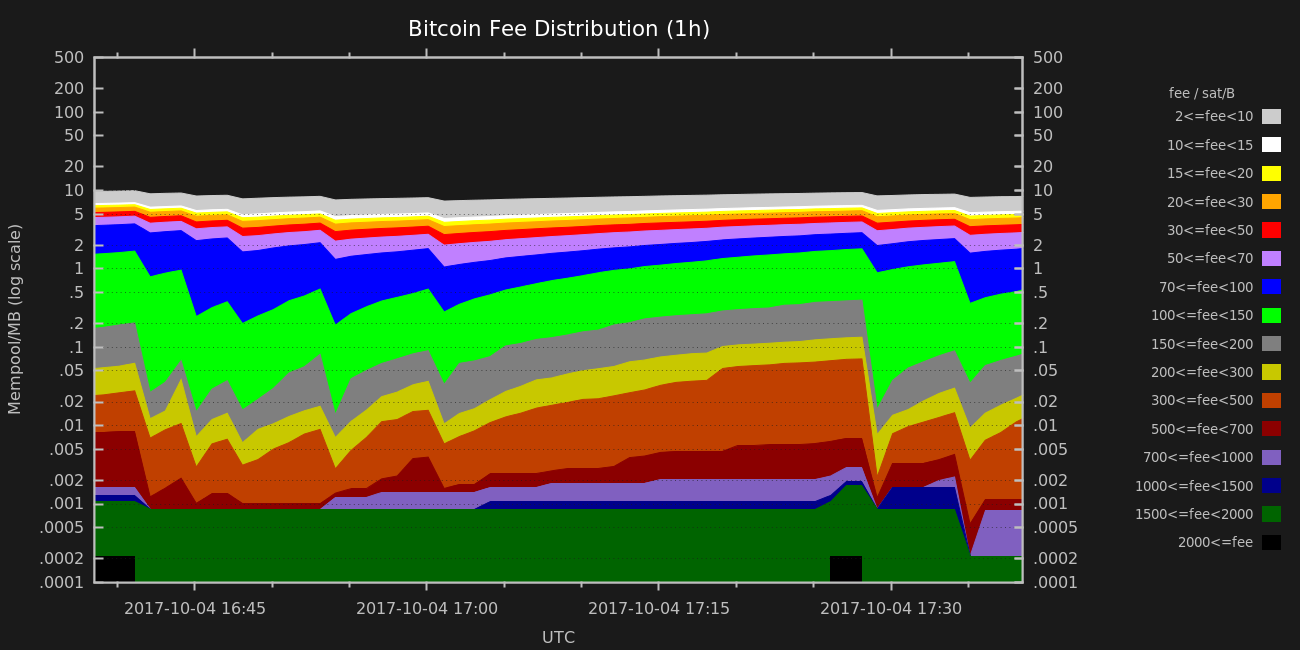 Bitcoin Fee Distribution (1h)
500
200
100
50
20
10
5
2
1
.5
.2
.1
.05
.02
.01
.005
.002
.001
.0005
.0002
.0001
Mempool/MB (log scale)
500
200
100
50
20
10
5
2
1
.5
.2
.1
.05
.02
.01
.005
.002
.001
.0005
.0002
.0001
2017-10-04 16:45
2017-10-04 17:00
2017-10-04 17:15
2017-10-04 17:30
UTC
fee / sat/B
2<=fee<10
10<=fee<15
15<=fee<20
20<=fee<30
30<=fee<50
50<=fee<70
70<=fee<100
100<=fee<150
150<=fee<200
200<=fee<300
300<=fee<500
500<=fee<700
700<=fee<1000
1000<=fee<1500
1500<=fee<2000
2000<=fee